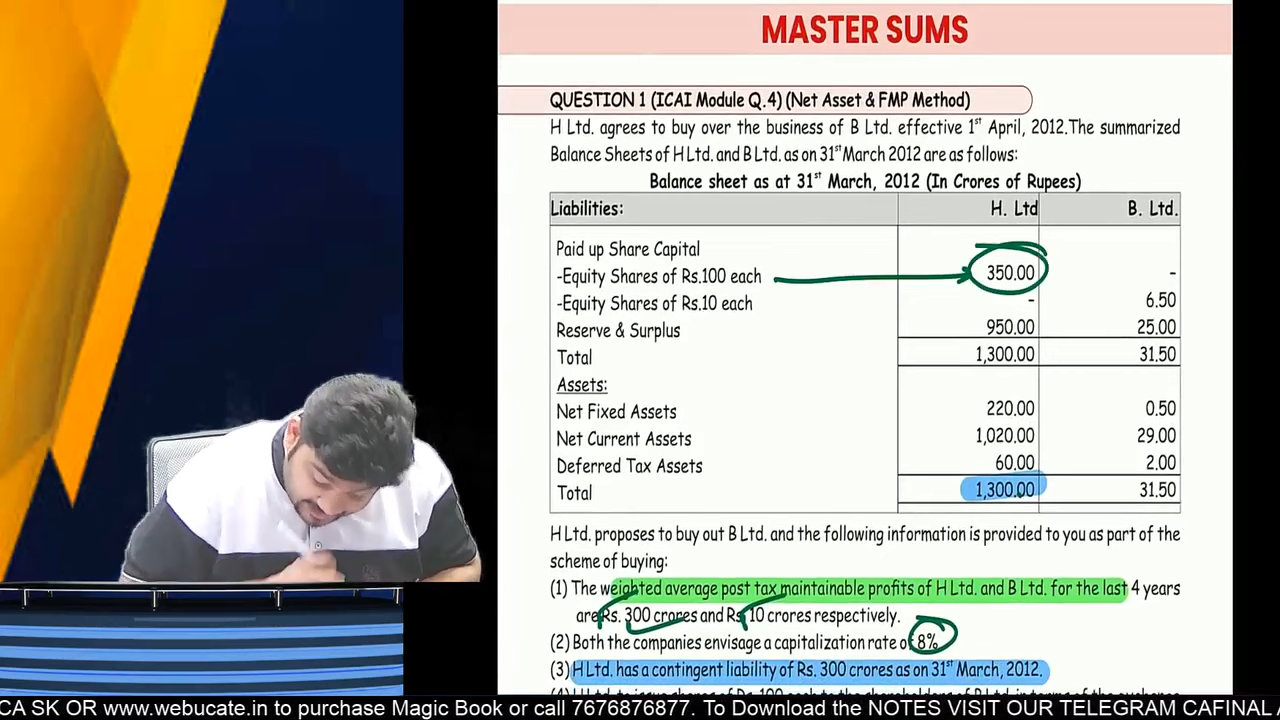 MASTER SUMS
QUESTION 1 (ICAI Module Q.4) (Net Asset & FMP Method)
H Ltd. agrees to buy over the business of B Ltd. effective 1st April, 2012.The summarized
Balance Sheets of H Ltd. and B Ltd. as on 31st March 2012 are as follows:
Balance sheet as at 31st March, 2012 (In Crores of Rupees)
Liabilities: H. Ltd B. Ltd.
Paid up Share Capital
-Equity Shares of Rs.100 each 350.00 -
-Equity Shares of Rs.10 each - 6.50
Reserve & Surplus 950.00 25.00
Total 1,300.00 31.50
Assets:
Net Fixed Assets 220.00 0.50
Net Current Assets 1,020.00 29.00
Deferred Tax Assets 60.00 2.00
Total 1,300.00 31.50
H Ltd. proposes to buy out B Ltd. and the following information is provided to you as part of the
scheme of buying:
(1) The weighted average post tax maintainable profits of H Ltd. and B Ltd. for the last 4 years
are Rs. 300 crores and Rs. 10 crores respectively.
(2) Both the companies envisage a capitalization rate of 8%
(3) H Ltd. has a contingent liability of Rs. 300 crores as on 31st March, 2012.
CA SK OR www.webucate.in to purchase Magic Book or call 7676876877. To Download the NOTES VISIT OUR TELEGRAM CAFINAL